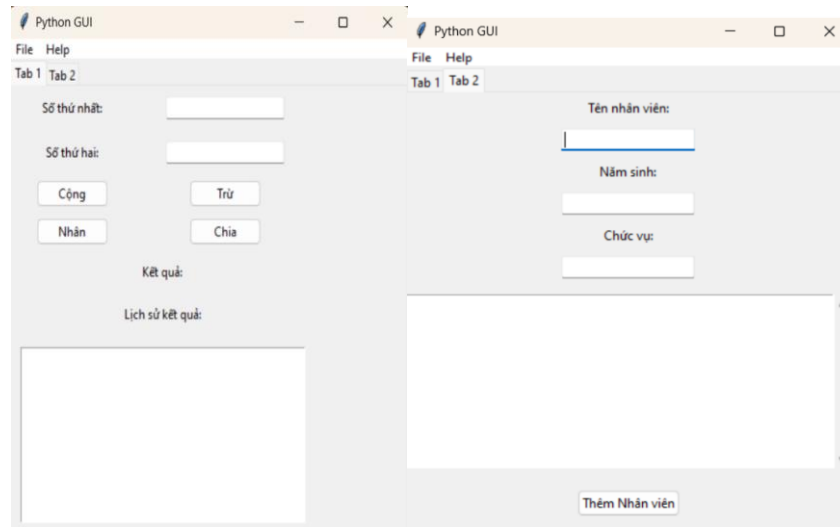 Python GUI
File Help
Tab 1 Tab 2
Số thứ nhất:
Số thứ hai:
Cộng Trừ
Nhân Chia
Kết quả:
Lịch sử kết quả:
Python GUI
File Help
Tab 1 Tab 2
Tên nhân viên:
Năm sinh:
Chức vụ:
Thêm Nhân viên